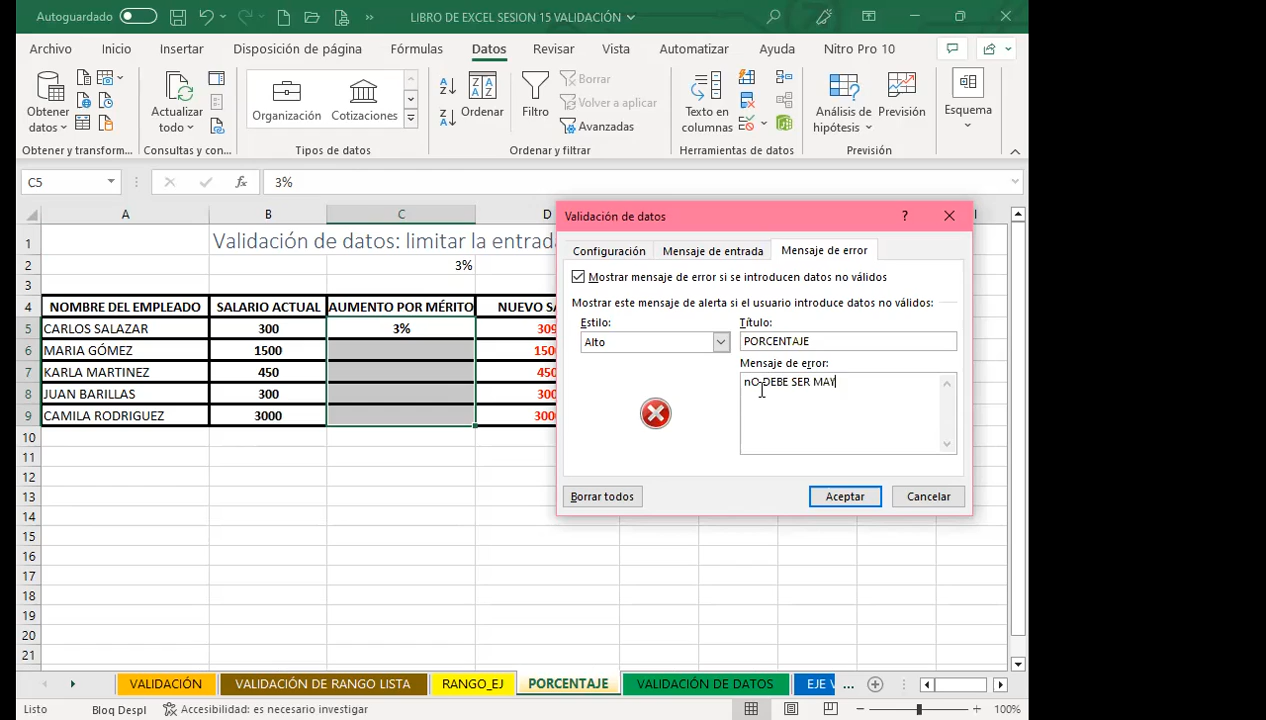 Autoguardado
LIBRO DE EXCEL SESION 15 VALIDACIÓN
Archivo Inicio Insertar Disposición de página Fórmulas Datos Revisar Vista Automatizar Ayuda Nitro Pro 10
Obtener datos
Actualizar todo
Organización Cotizaciones
Ordenar
Filtro
Borrar
Volver a aplicar
Avanzadas
Texto en columnas
Análisis de hipótesis
Previsión
Esquema
Obtener y transform... Consultas y con... Tipos de datos Ordenar y filtrar Herramientas de datos Previsión
C5 fx 3%
A B C D I
1 Validación de datos: limitar la entrada
2 3%
3
4 NOMBRE DEL EMPLEADO SALARIO ACTUAL AUMENTO POR MÉRITO NUEVO SA
5 CARLOS SALAZAR 300 3% 309
6 MARIA GÓMEZ 1500 1500
7 KARLA MARTINEZ 450 450
8 JUAN BARILLAS 300 300
9 CAMILA RODRIGUEZ 3000 3000
10
11
12
13
14
15
16
17
18
19
20
21
Validación de datos ?
Configuración Mensaje de entrada Mensaje de error
Mostrar mensaje de error si se introducen datos no válidos
Mostrar este mensaje de alerta si el usuario introduce datos no válidos:
Estilo: Título:
Alto PORCENTAJE
Mensaje de error:
nO DEBE SER MAY
Borrar todos Aceptar Cancelar
... VALIDACIÓN VALIDACIÓN DE RANGO LISTA RANGO_EJ PORCENTAJE VALIDACIÓN DE DATOS EJE V ...
Listo Bloq Despl Accesibilidad: es necesario investigar 100%